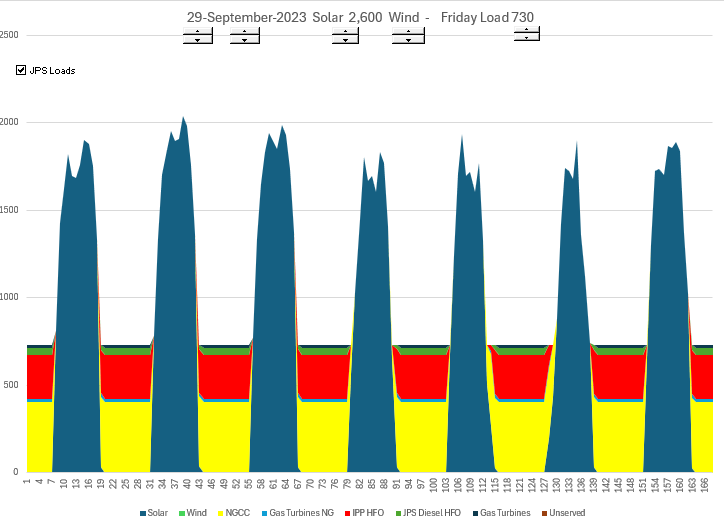 29-September-2023 Solar 2,600 Wind - Friday Load 730
2500
JPS Loads
2000
1500
1000
500
0
1 4 7 10 13 16 19 22 25 28 31 34 37 40 43 46 49 52 55 58 61 64 67 70 73 76 79 82 85 88 91 94 97 100 103 106 109 112 115 118 121 124 127 130 133 136 139 142 145 148 151 154 157 160 163 166
Solar Wind NGCC Gas Turbines NG IPP HFO JPS Diesel HFO Gas Turbines Unserved